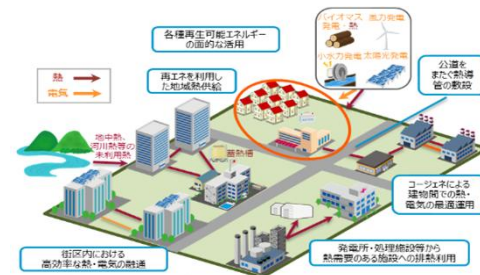 各種再生可能エネルギー
の面的な活用
バイオマス
発電・熱
風力発電
小水力発電
太陽光発電
熱
電気
再エネを利用し
た地域熱供給
公道を
またぐ熱導
管の敷設
地中熱、
河川熱等の
未利用熱
蓄熱槽
コージェネによる
建物間での熱・
電気の最適運用
街区内における
高効率な熱・電気の融通
発電所・処理施設等から
熱需要のある施設への排熱利用